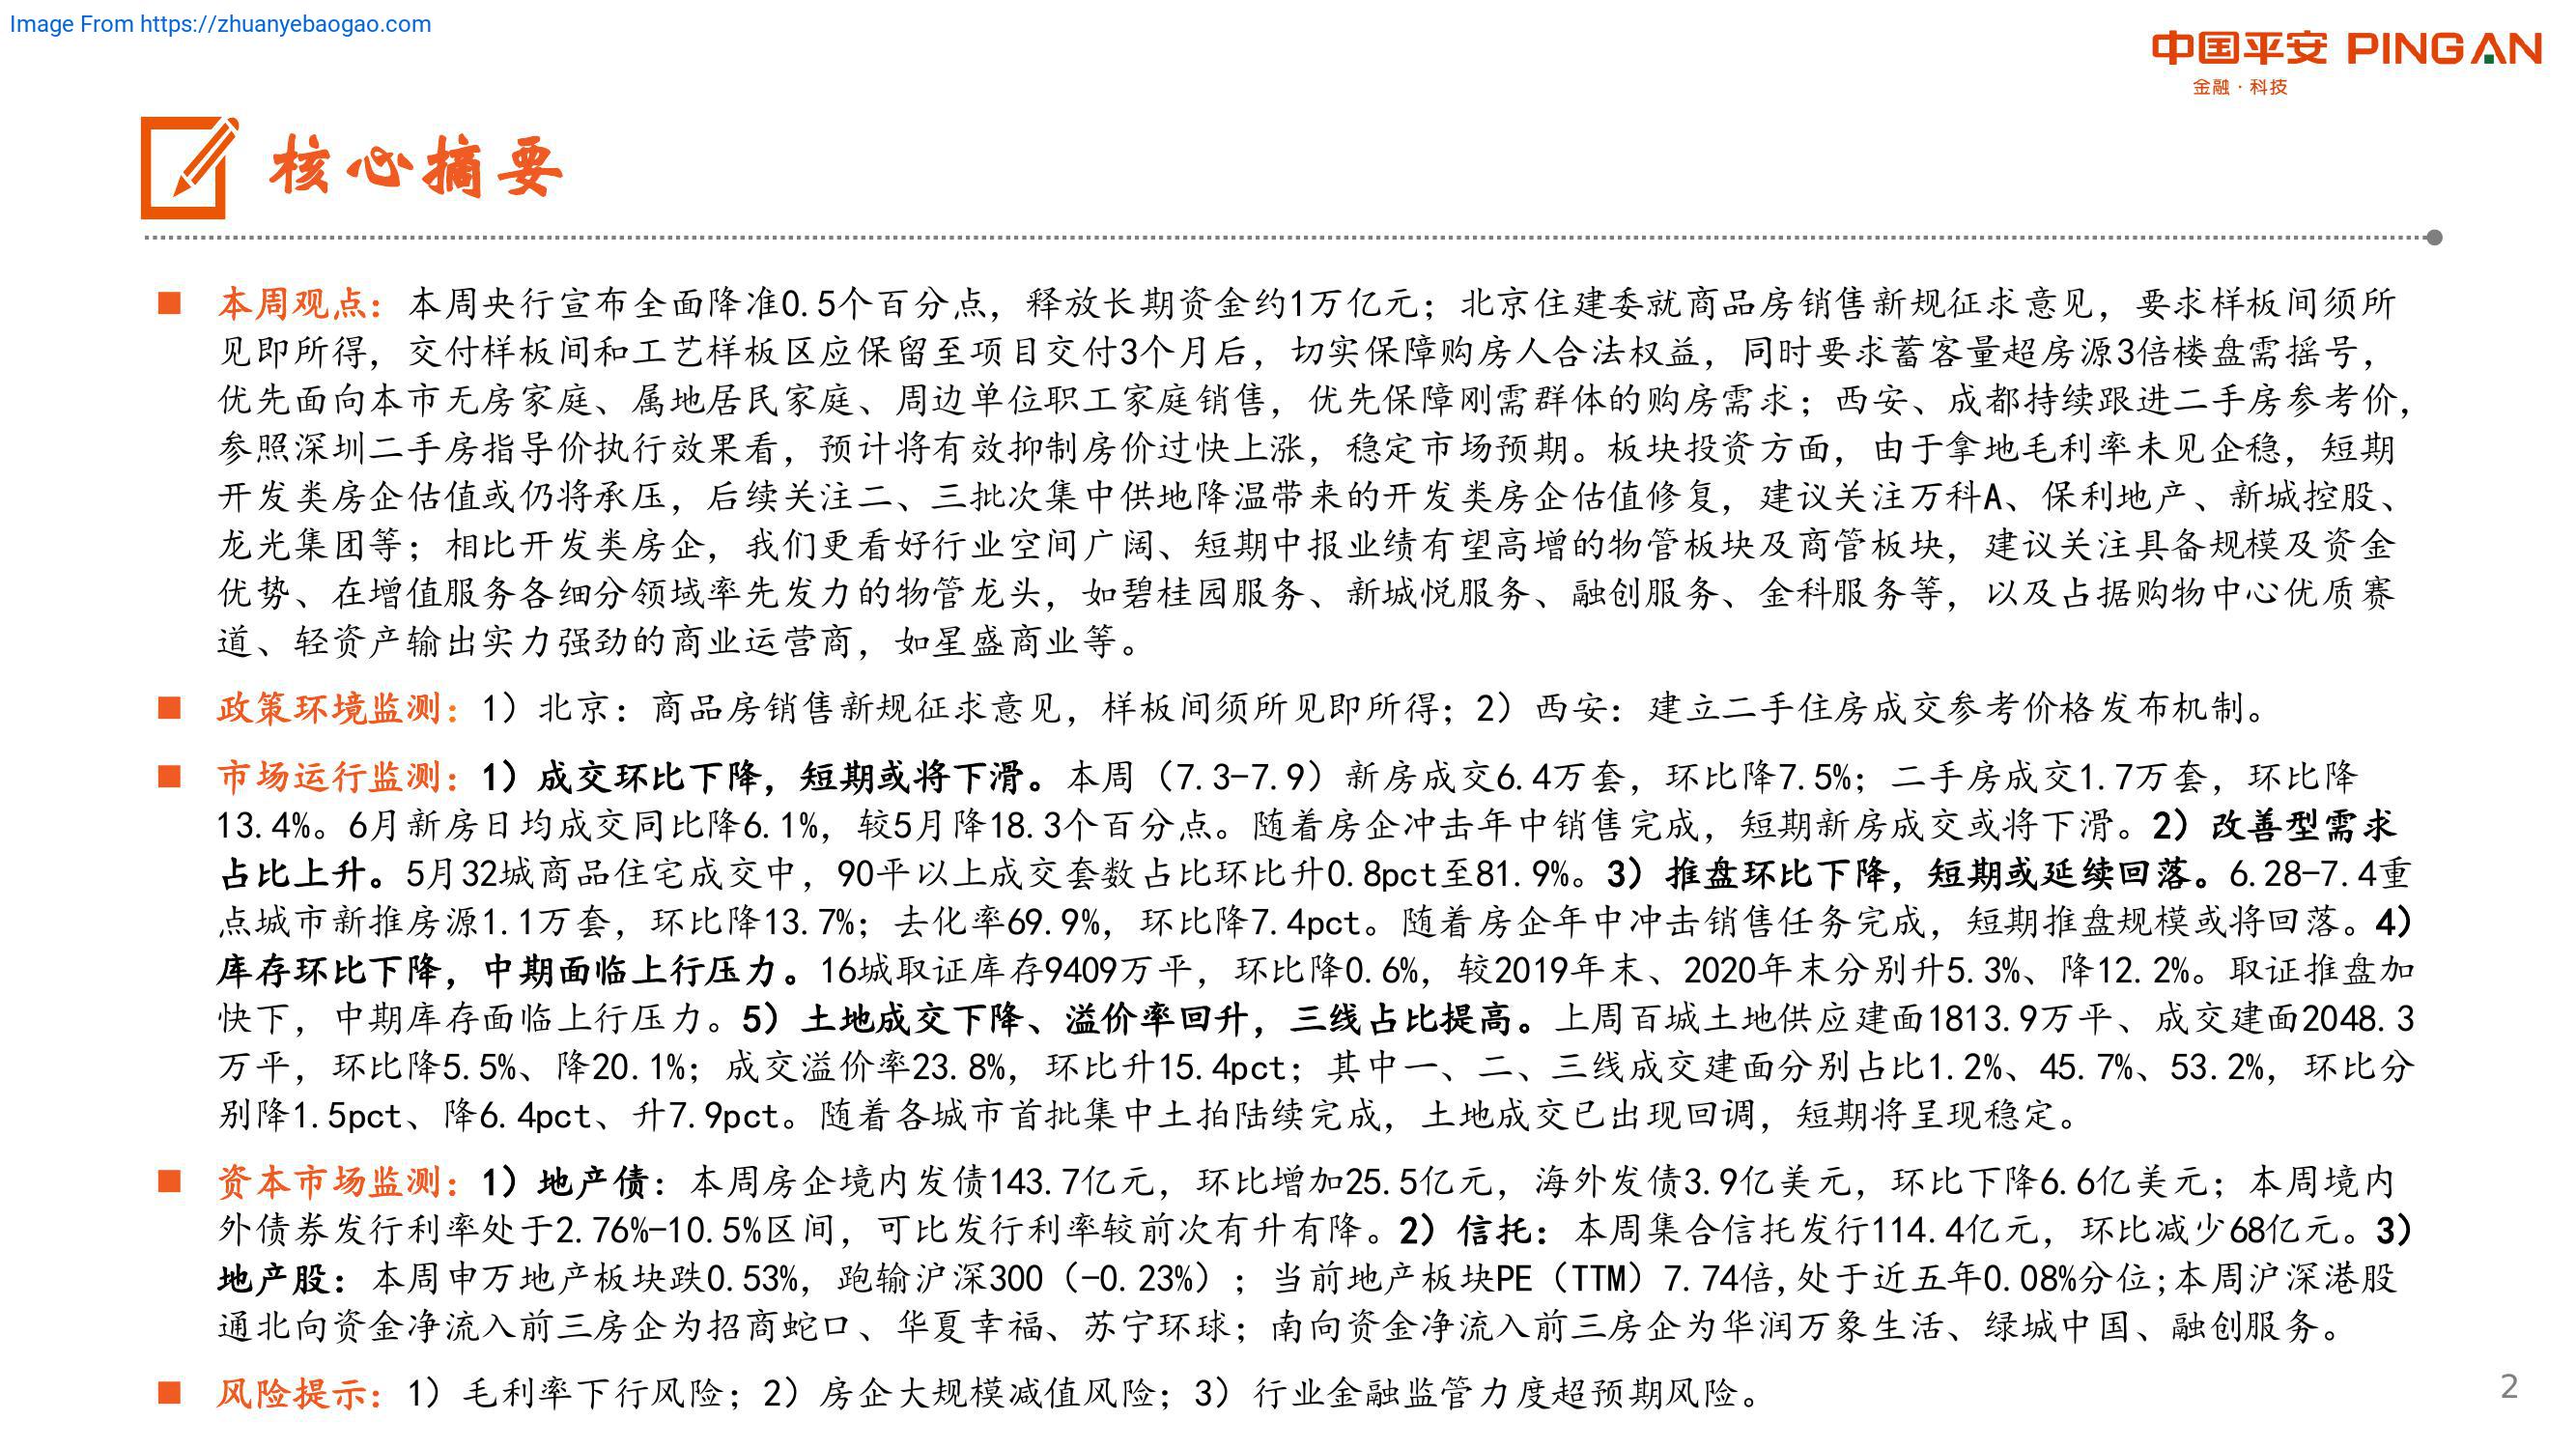 Image From https://zhuanyebaogao.com
中国平安 PINGAN
金融·科技
核心摘要
本周观点：本周央行宣布全面降准0.5个百分点，释放长期资金约1万亿元；北京住建委就商品房销售新规征求意见，要求样板间须所
见即所得，交付样板间和工艺样板区应保留至项目交付3个月后，切实保障购房人合法权益，同时要求蓄客量超房源3倍楼盘需摇号，
优先面向本市无房家庭、属地居民家庭、周边单位职工家庭销售，优先保障刚需群体的购房需求；西安、成都持续跟进二手房参考价，
参照深圳二手房指导价执行效果看，预计将有效抑制房价过快上涨，稳定市场预期。板块投资方面，由于拿地毛利率未见企稳，短期
开发类房企估值或仍将承压，后续关注二、三批次集中供地降温带来的开发类房企估值修复，建议关注万科A、保利地产、新城控股、
龙光集团等；相比开发类房企，我们更看好行业空间广阔、短期中报业绩有望高增的物管板块及商管板块，建议关注具备规模及资金
优势、在增值服务各细分领域率先发力的物管龙头，如碧桂园服务、新城悦服务、融创服务、金科服务等，以及占据购物中心优质赛
道、轻资产输出实力强劲的商业运营商，如星盛商业等。
政策环境监测：1）北京：商品房销售新规征求意见，样板间须所见即所得；2）西安：建立二手住房成交参考价格发布机制。
市场运行监测：1）成交环比下降，短期或将下滑。本周（7.3-7.9）新房成交6.4万套，环比降7.5%；二手房成交1.7万套，环比降
13.4%。6月新房日均成交同比降6.1%，较5月降18.3个百分点。随着房企冲击年中销售完成，短期新房成交或将下滑。2）改善型需求
占比上升。5月32城商品住宅成交中，90平以上成交套数占比环比升0.8pct至81.9%。3）推盘环比下降，短期或延续回落。6.28-7.4重
点城市新推房源1.1万套，环比降13.7%；去化率69.9%，环比降7.4pct。随着房企年中冲击销售任务完成，短期推盘规模或将回落。4）
库存环比下降，中期面临上行压力。16城取证库存9409万平，环比降0.6%，较2019年末、2020年末分别升5.3%、降12.2%。取证推盘加
快下，中期库存面临上行压力。5）土地成交下降、溢价率回升，三线占比提高。上周百城土地供应建面1813.9万平、成交建面2048.3
万平，环比降5.5%、降20.1%；成交溢价率23.8%，环比升15.4pct；其中一、二、三线成交建面分别占比1.2%、45.7%、53.2%，环比分
别降1.5pct、降6.4pct、升7.9pct。随着各城市首批集中土拍陆续完成，土地成交已出现回调，短期将呈现稳定。
资本市场监测：1）地产债：本周房企境内发债143.7亿元，环比增加25.5亿元，海外发债3.9亿美元，环比下降6.6亿美元；本周境内
外债券发行利率处于2.76%-10.5%区间，可比发行利率较前次有升有降。2）信托：本周集合信托发行114.4亿元，环比减少68亿元。3）
地产股：本周申万地产板块跌0.53%，跑输沪深300（-0.23%）；当前地产板块PE（TTM）7.74倍,处于近五年0.08%分位;本周沪深港股
通北向资金净流入前三房企为招商蛇口、华夏幸福、苏宁环球；南向资金净流入前三房企为华润万象生活、绿城中国、融创服务。
风险提示：1）毛利率下行风险；2）房企大规模减值风险；3）行业金融监管力度超预期风险。
2